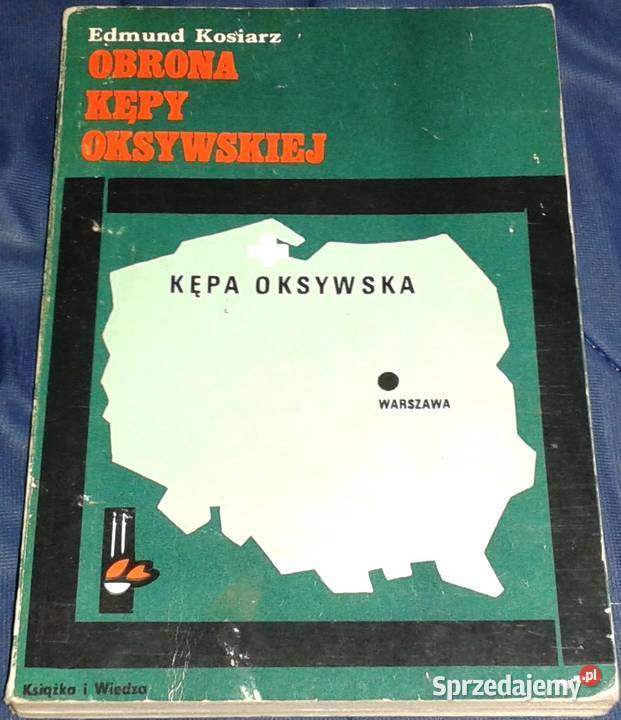 Edmund Kosiarz
OBRONA
KĘPY
OKSYWSKIEJ
KĘPA OKSYWSKA
WARSZAWA
Książka i Wiedza
Sprzedajemy.pl